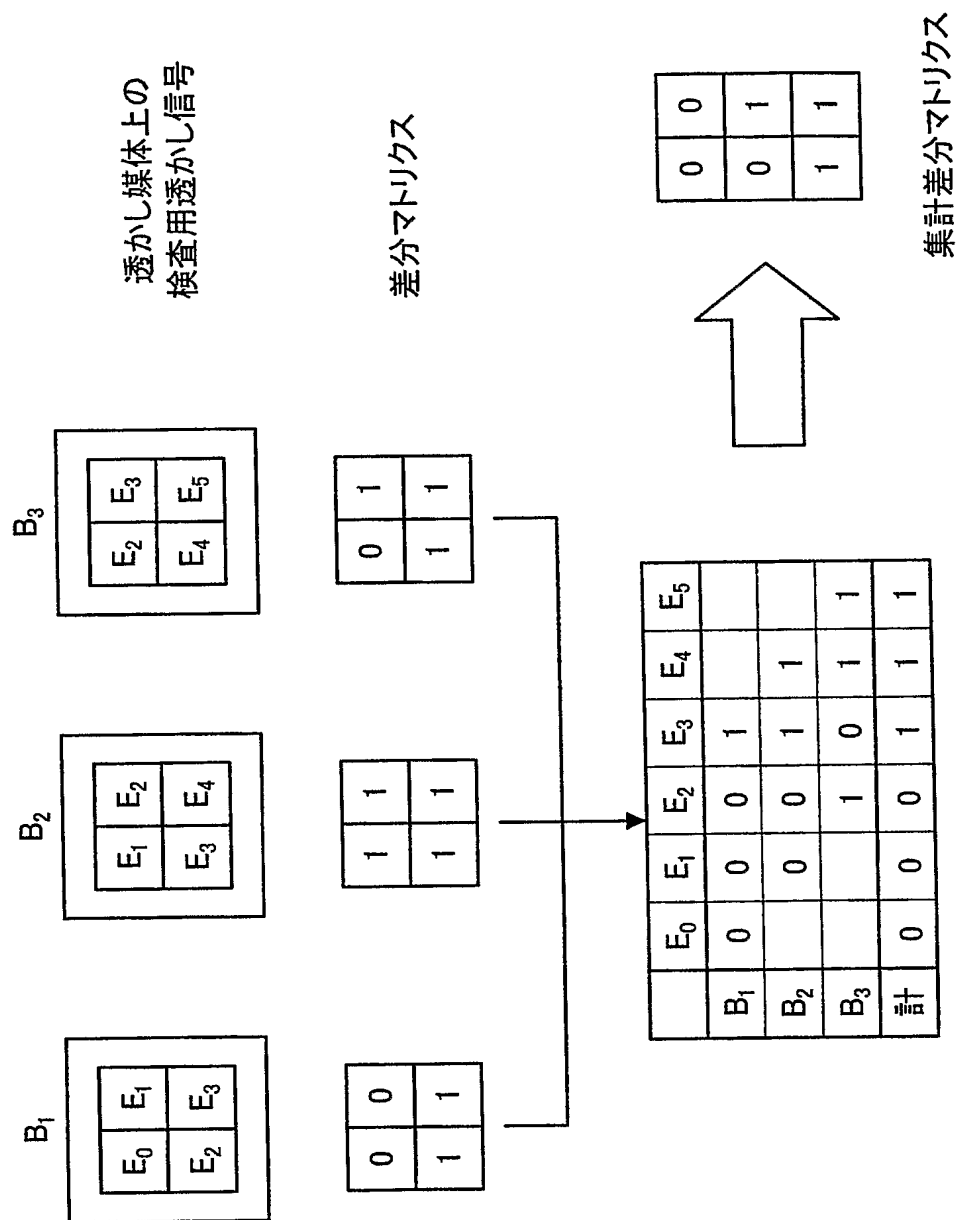 B₁ B₂ B₃
E₀ E₁
E₂ E₃
E₁ E₂
E₃ E₄
E₂ E₃
E₄ E₅
透かし媒体上の
検査用透かし信号
0 0
1 1
1 1
1 1
0 1
1 1
差分マトリクス
E₀ E₁ E₂ E₃ E₄ E₅
B₁ 0 0 0 1
B₂ 0 0 1 1
B₃ 1 0 1 1
計 0 0 0 1 1 1
0 0
0 1
1 1
集計差分マトリクス